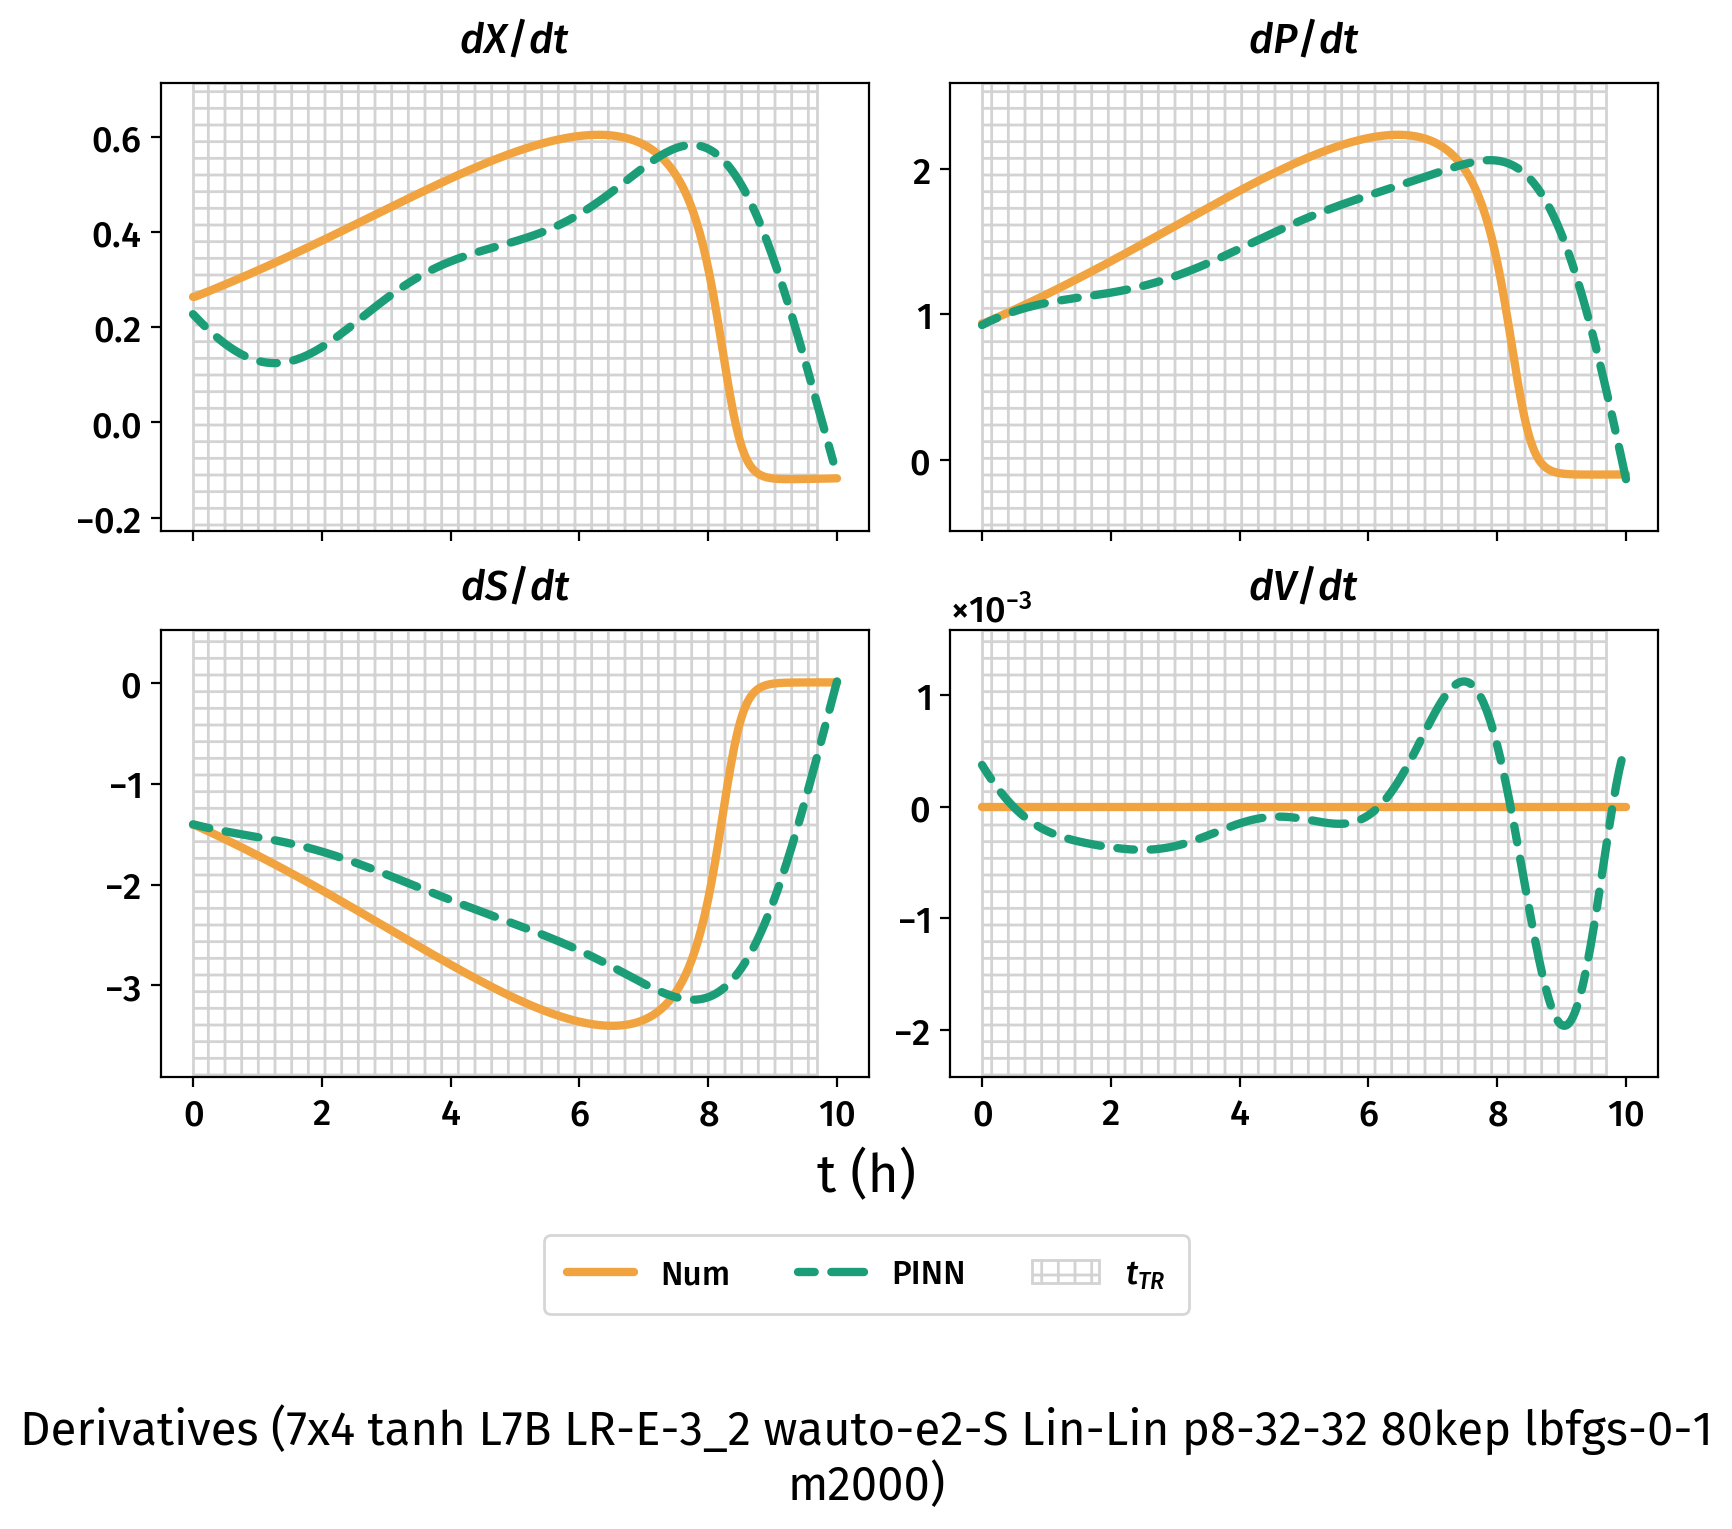 dX/dt
dP/dt
0.6
0.4
0.2
0.0
−0.2
2
1
0
dS/dt
dV/dt
×10⁻³
0
−1
−2
−3
1
0
−1
−2
0 2 4 6 8 10
0 2 4 6 8 10
t (h)
Num PINN t_TR
Derivatives (7x4 tanh L7B LR-E-3_2 wauto-e2-S Lin-Lin p8-32-32 80kep lbfgs-0-1
m2000)